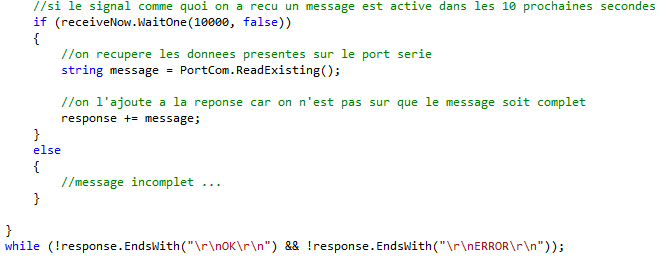 //si le signal comme quoi on a recu un message est active dans les 10 prochaines secondes
if (receiveNow.WaitOne(10000, false))
{
//on recupere les donnees presentes sur le port serie
string message = PortCom.ReadExisting();
//on l'ajoute a la reponse car on n'est pas sur que le message soit complet
response += message;
}
else
{
//message incomplet ...
}
}
while (!response.EndsWith("\r\nOK\r\n") && !response.EndsWith("\r\nERROR\r\n"));